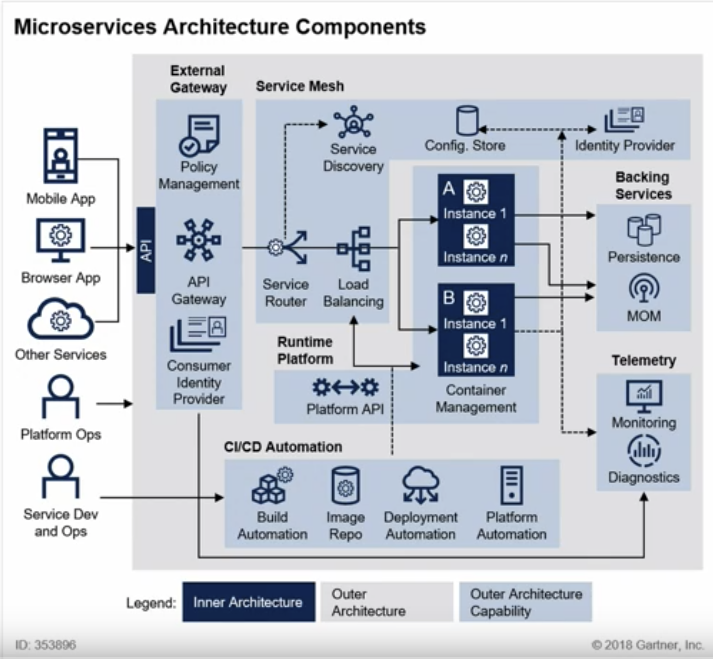 Microservices Architecture Components
External
Gateway
Service Mesh
Policy
Management
Service
Discovery
Config. Store
Identity Provider
Mobile App
Backing
Services
A
Instance 1
Instance n
Persistence
Browser App
API
API
Gateway
Service
Router
Load
Balancing
MOM
B
Instance 1
Instance n
Other Services
Consumer
Identity
Provider
Runtime
Platform
Platform API
Container
Management
Telemetry
Monitoring
Diagnostics
Platform Ops
CI/CD Automation
Build
Automation
Image
Repo
Deployment
Automation
Platform
Automation
Service Dev
and Ops
Legend:
Inner Architecture
Outer
Architecture
Outer Architecture
Capability
ID: 353896
© 2018 Gartner, Inc.